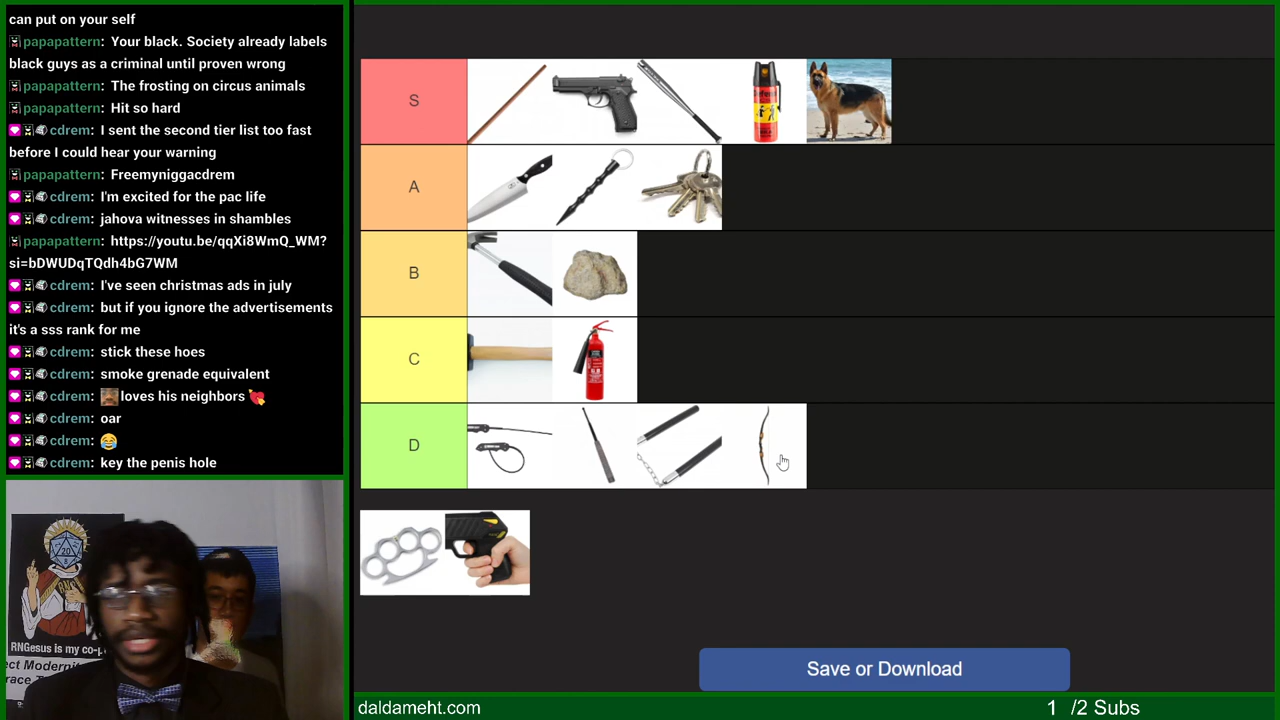 can put on your self
papapattern: Your black. Society already labels
black guys as a criminal until proven wrong
papapattern: The frosting on circus animals
papapattern: Hit so hard
cdrem: I sent the second tier list too fast
before I could hear your warning
papapattern: Freemyniggacdrem
cdrem: I'm excited for the pac life
cdrem: jahova witnesses in shambles
papapattern: https://youtu.be/qqXi8WmQ_WM?
si=bDWUDqTQdh4bG7WM
cdrem: I've seen christmas ads in july
cdrem: but if you ignore the advertisements
it's a sss rank for me
cdrem: stick these hoes
cdrem: smoke grenade equivalent
cdrem: loves his neighbors 💘
cdrem: oar
cdrem: 😂
cdrem: key the penis hole
S
A
B
C
D
20
8
RNGesus is my co-p
ect Moderni
race T
Save or Download
daldameht.com
1 /2 Subs